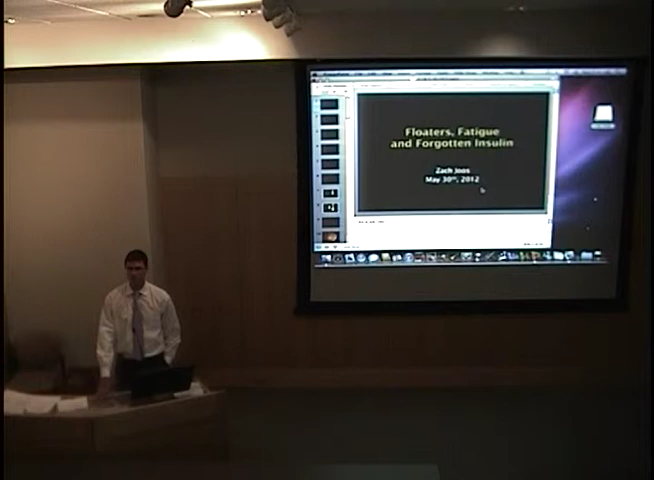 Floaters, Fatigue
and Forgotten Insulin
Zach Joos
May 30th, 2012